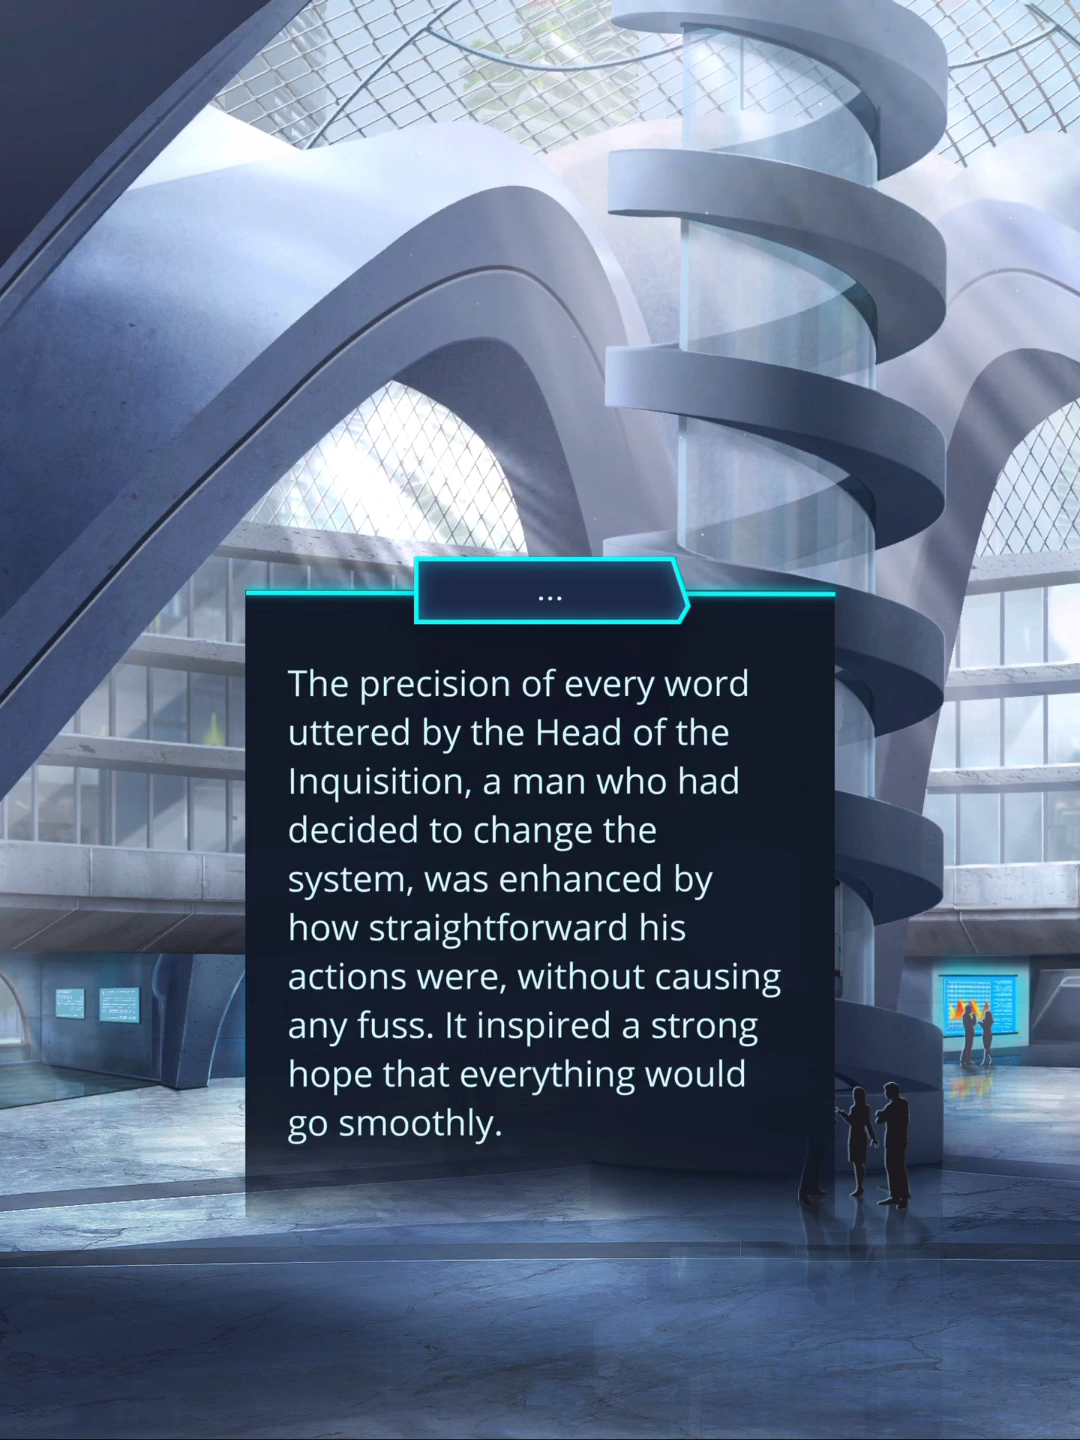 ...
The precision of every word
uttered by the Head of the
Inquisition, a man who had
decided to change the
system, was enhanced by
how straightforward his
actions were, without causing
any fuss. It inspired a strong
hope that everything would
go smoothly.